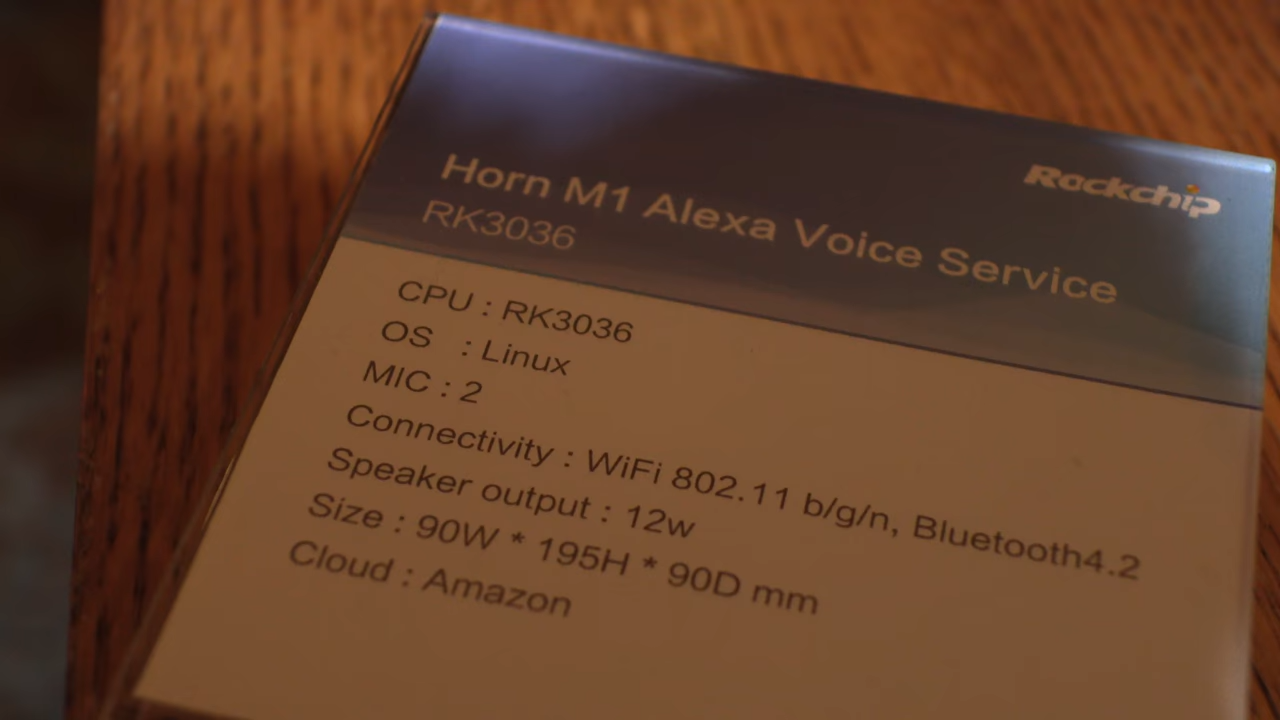 Rockchip
Horn M1 Alexa Voice Service
RK3036
CPU : RK3036
OS : Linux
MIC : 2
Connectivity : WiFi 802.11 b/g/n, Bluetooth4.2
Speaker output : 12w
Size : 90W * 195H * 90D mm
Cloud : Amazon